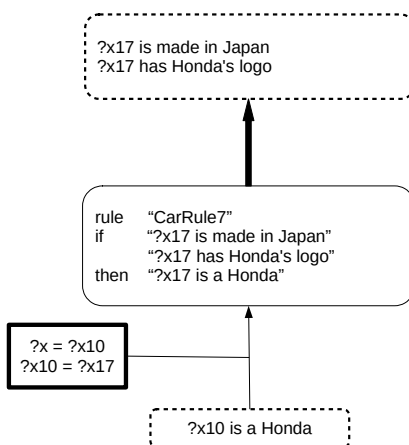 ?x17 is made in Japan
?x17 has Honda's logo
rule “CarRule7”
if “?x17 is made in Japan”
“?x17 has Honda's logo”
then “?x17 is a Honda”
?x = ?x10
?x10 = ?x17
?x10 is a Honda